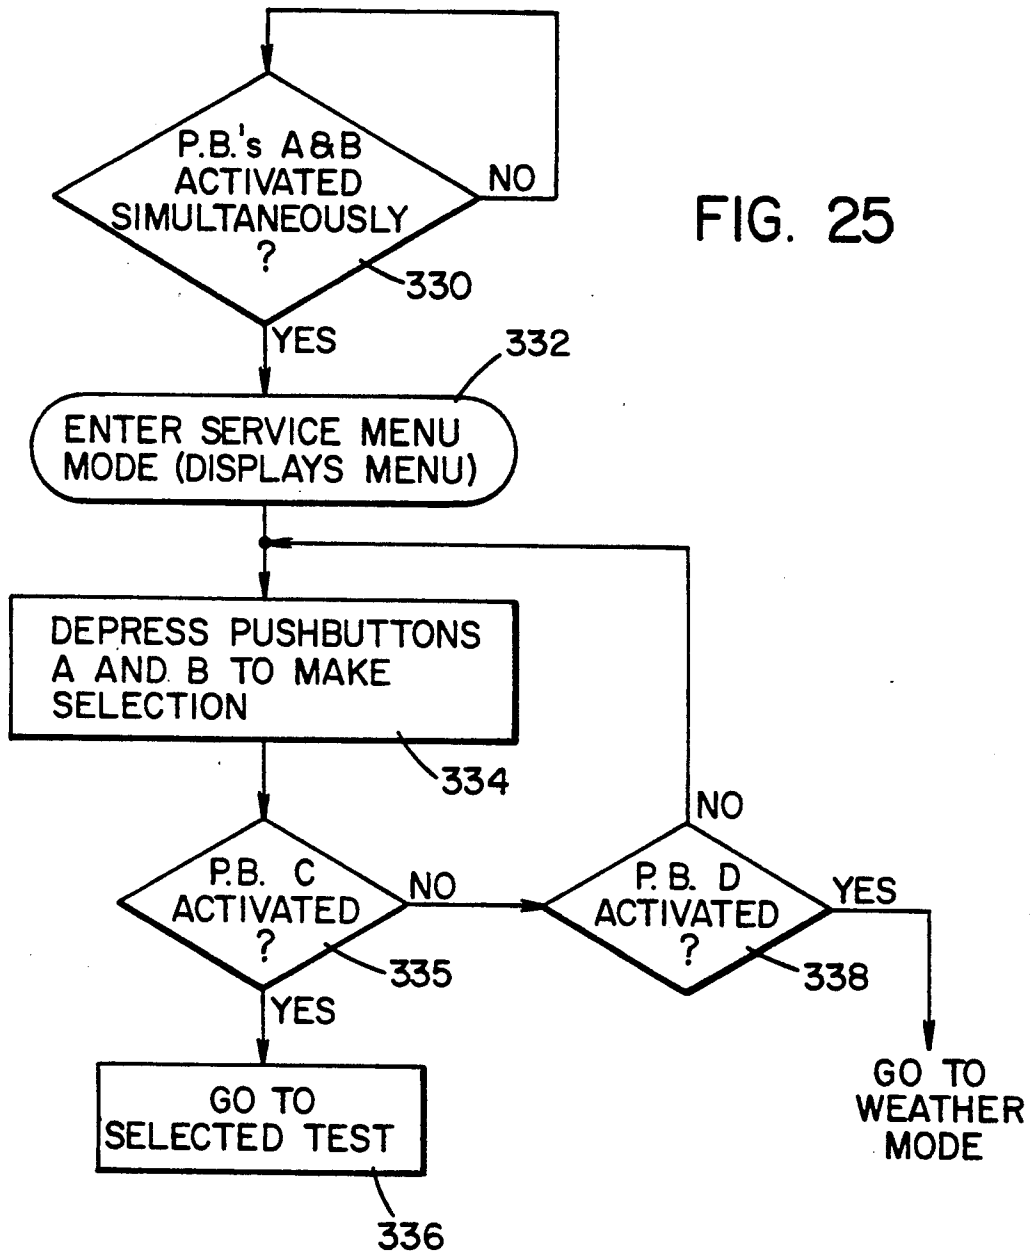 P.B.'s A&B
ACTIVATED
SIMULTANEOUSLY
?
NO
330
FIG. 25
YES
332
ENTER SERVICE MENU
MODE (DISPLAYS MENU)
DEPRESS PUSHBUTTONS
A AND B TO MAKE
SELECTION
334
NO
P.B. C
ACTIVATED
?
NO
335
P.B. D
ACTIVATED
?
YES
338
YES
GO TO
SELECTED TEST
336
GO TO
WEATHER
MODE